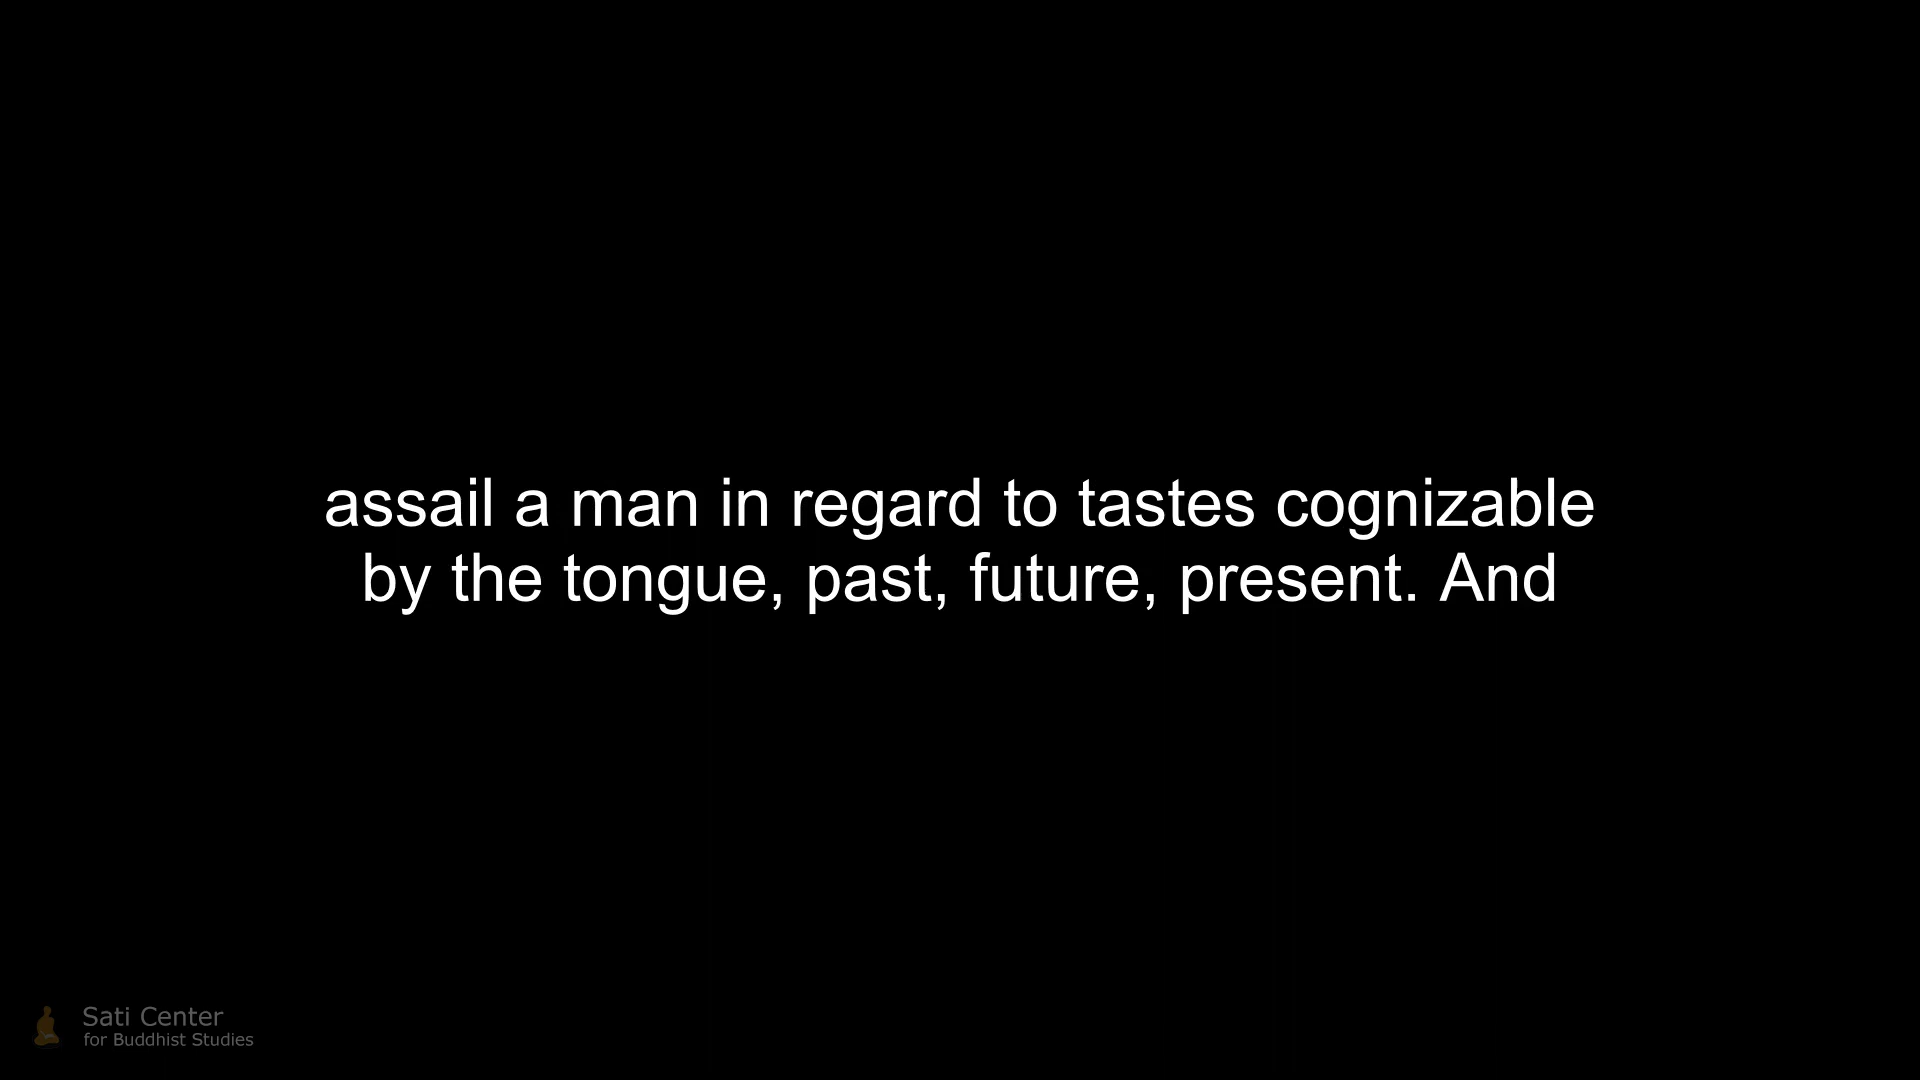 assail a man in regard to tastes cognizable
by the tongue, past, future, present. And
Sati Center
for Buddhist Studies